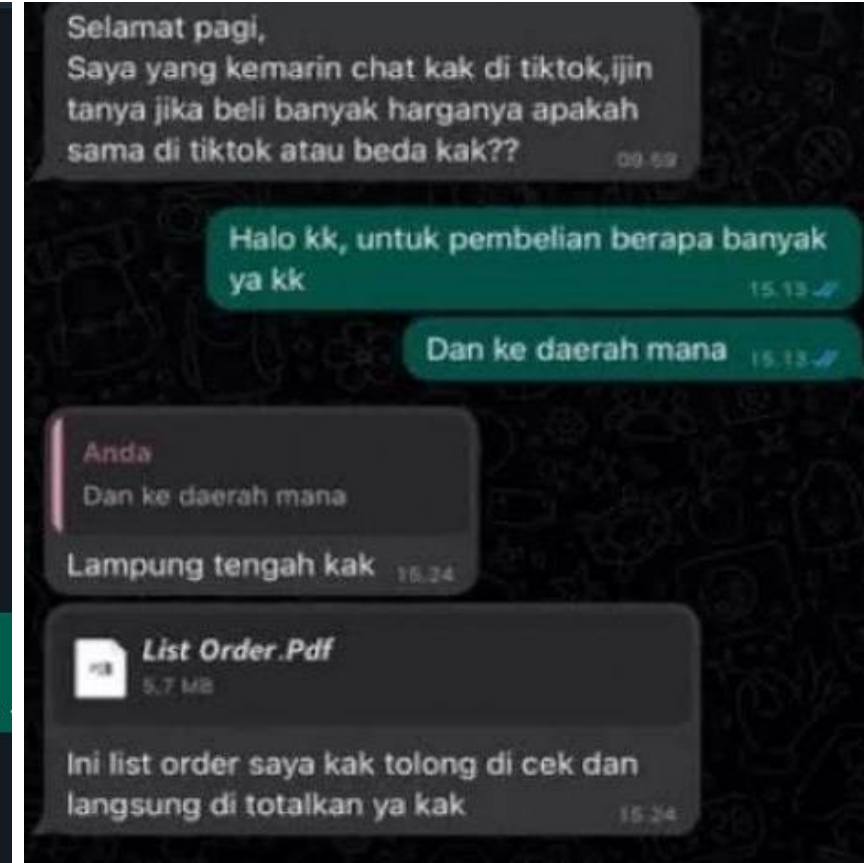 Selamat pagi,
Saya yang kemarin chat kak di tiktok,ijin
tanya jika beli banyak harganya apakah
sama di tiktok atau beda kak??
09.59
Halo kk, untuk pembelian berapa banyak
ya kk
15.13
Dan ke daerah mana
15.13
Anda
Dan ke daerah mana
Lampung tengah kak
15.24
List Order.Pdf
5,7 MB
Ini list order saya kak tolong di cek dan
langsung di totalkan ya kak
15.24